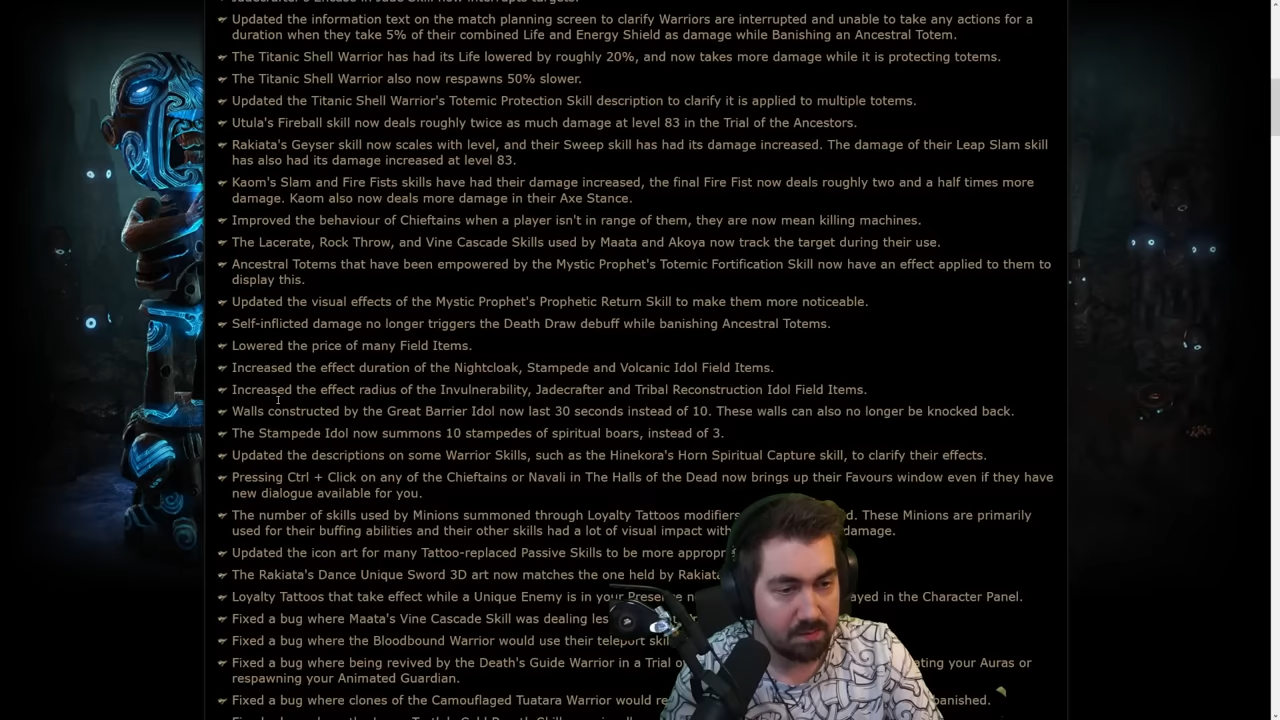 Updated the information text on the match planning screen to clarify Warriors are interrupted and unable to take any actions for a
duration when they take 5% of their combined Life and Energy Shield as damage while Banishing an Ancestral Totem.
The Titanic Shell Warrior has had its Life lowered by roughly 20%, and now takes more damage while it is protecting totems.
The Titanic Shell Warrior also now respawns 50% slower.
Updated the Titanic Shell Warrior's Totemic Protection Skill description to clarify it is applied to multiple totems.
Utula's Fireball skill now deals roughly twice as much damage at level 83 in the Trial of the Ancestors.
Rakiata's Geyser skill now scales with level, and their Sweep skill has had its damage increased. The damage of their Leap Slam skill
has also had its damage increased at level 83.
Kaom's Slam and Fire Fists skills have had their damage increased, the final Fire Fist now deals roughly two and a half times more
damage. Kaom also now deals more damage in their Axe Stance.
Improved the behaviour of Chieftains when a player isn't in range of them, they are now mean killing machines.
The Lacerate, Rock Throw, and Vine Cascade Skills used by Maata and Akoya now track the target during their use.
Ancestral Totems that have been empowered by the Mystic Prophet's Totemic Fortification Skill now have an effect applied to them to
display this.
Updated the visual effects of the Mystic Prophet's Prophetic Return Skill to make them more noticeable.
Self-inflicted damage no longer triggers the Death Draw debuff while banishing Ancestral Totems.
Lowered the price of many Field Items.
Increased the effect duration of the Nightcloak, Stampede and Volcanic Idol Field Items.
Increased the effect radius of the Invulnerability, Jadecrafter and Tribal Reconstruction Idol Field Items.
Walls constructed by the Great Barrier Idol now last 30 seconds instead of 10. These walls can also no longer be knocked back.
The Stampede Idol now summons 10 stampedes of spiritual boars, instead of 3.
Updated the descriptions on some Warrior Skills, such as the Hinekora's Horn Spiritual Capture skill, to clarify their effects.
Pressing Ctrl + Click on any of the Chieftains or Navali in The Halls of the Dead now brings up their Favours window even if they have
new dialogue available for you.
The number of skills used by Minions summoned through Loyalty Tattoos modifiers These Minions are primarily
used for their buffing abilities and their other skills had a lot of visual impact damage.
Updated the icon art for many Tattoo-replaced Passive Skills to be more
The Rakiata's Dance Unique Sword 3D art now matches the one held by
Loyalty Tattoos that take effect while a Unique Enemy is in your in the Character Panel.
Fixed a bug where Maata's Vine Cascade Skill was dealing
Fixed a bug where the Bloodbound Warrior would use their teleport
Fixed a bug where being revived by the Death's Guide Warrior in a Trial your Auras or
respawning your Animated Guardian.
Fixed a bug where clones of the Camouflaged Tuatara Warrior would